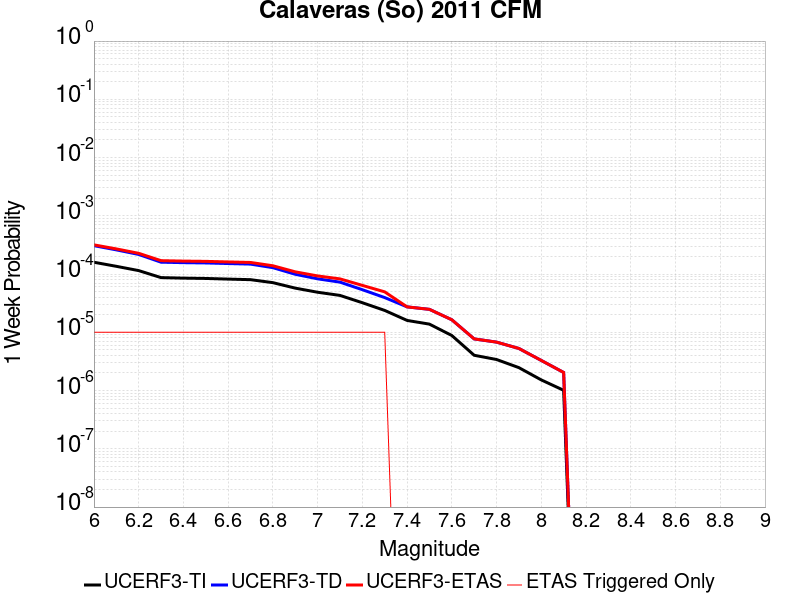 Calaveras (So) 2011 CFM
1 Week Probability
10 0
10 -1
10 -2
10 -3
10 -4
10 -5
10 -6
10 -7
10 -8
6 6.2 6.4 6.6 6.8 7 7.2 7.4 7.6 7.8 8 8.2 8.4 8.6 8.8 9
Magnitude
UCERF3-TI UCERF3-TD UCERF3-ETAS ETAS Triggered Only